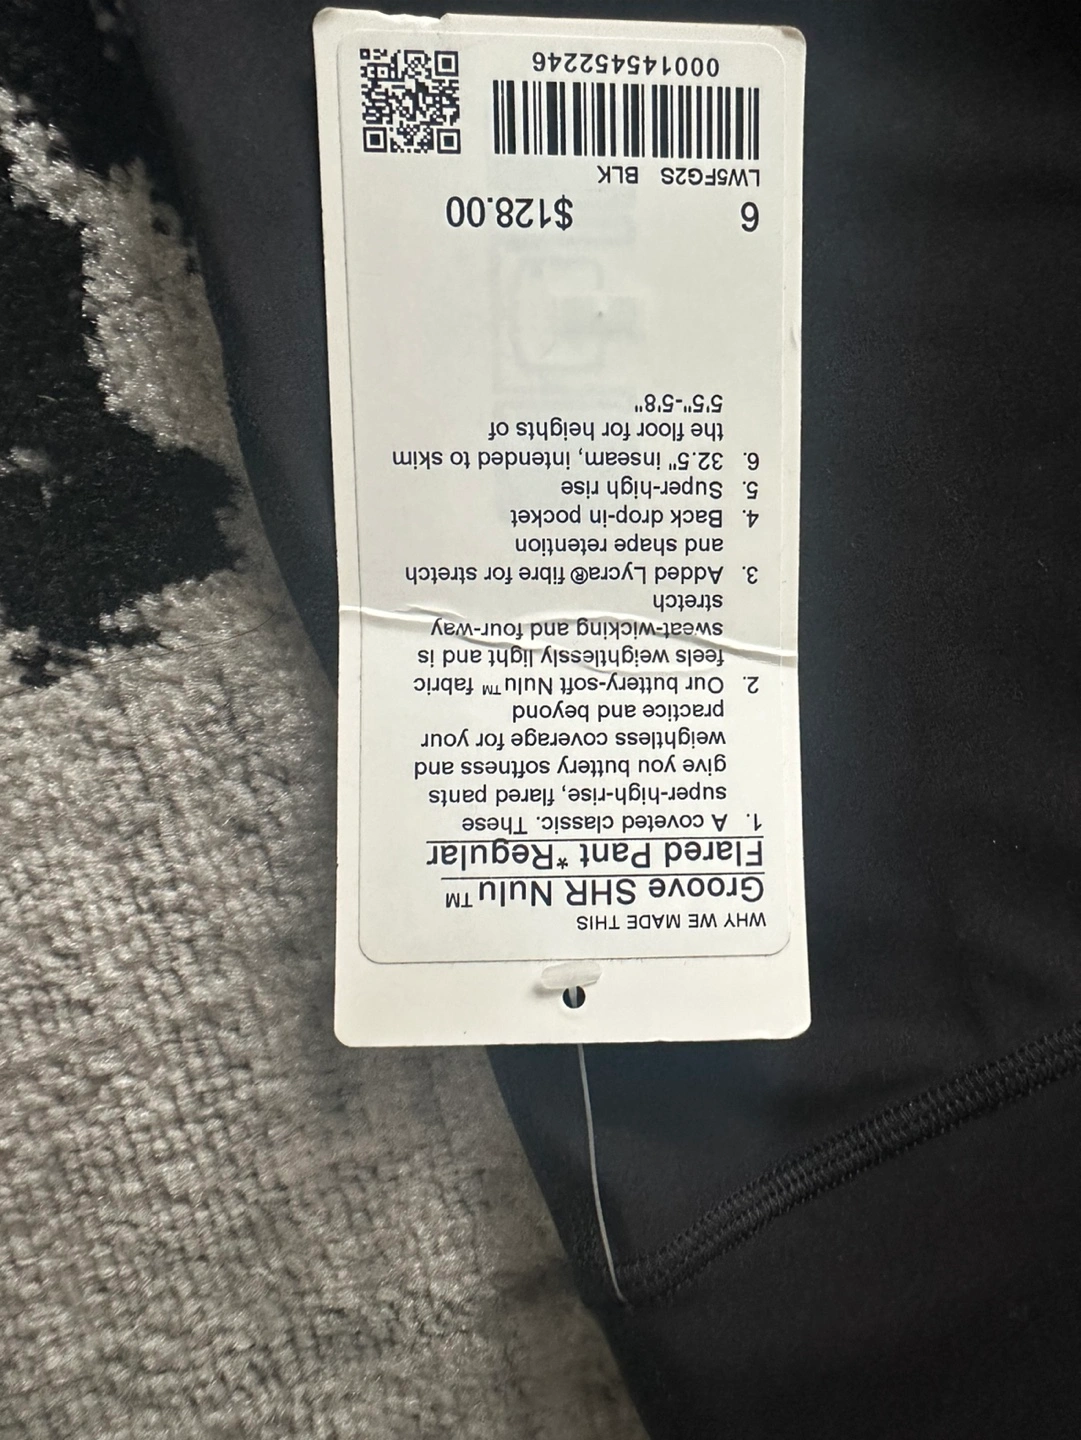 WHY WE MADE THIS
Groove SHR Nulu™
Flared Pant *Regular
1. A coveted classic. These
super-high-rise, flared pants
give you buttery softness and
weightless coverage for your
practice and beyond
2. Our buttery-soft Nulu™ fabric
feels weightlessly light and is
sweat-wicking and four-way
stretch
3. Added Lycra® fibre for stretch
and shape retention
4. Back drop-in pocket
5. Super-high rise
6. 32.5" inseam, intended to skim
the floor for heights of
5'5"-5'8"
6 $128.00
LW5FG2S BLK
000145452246